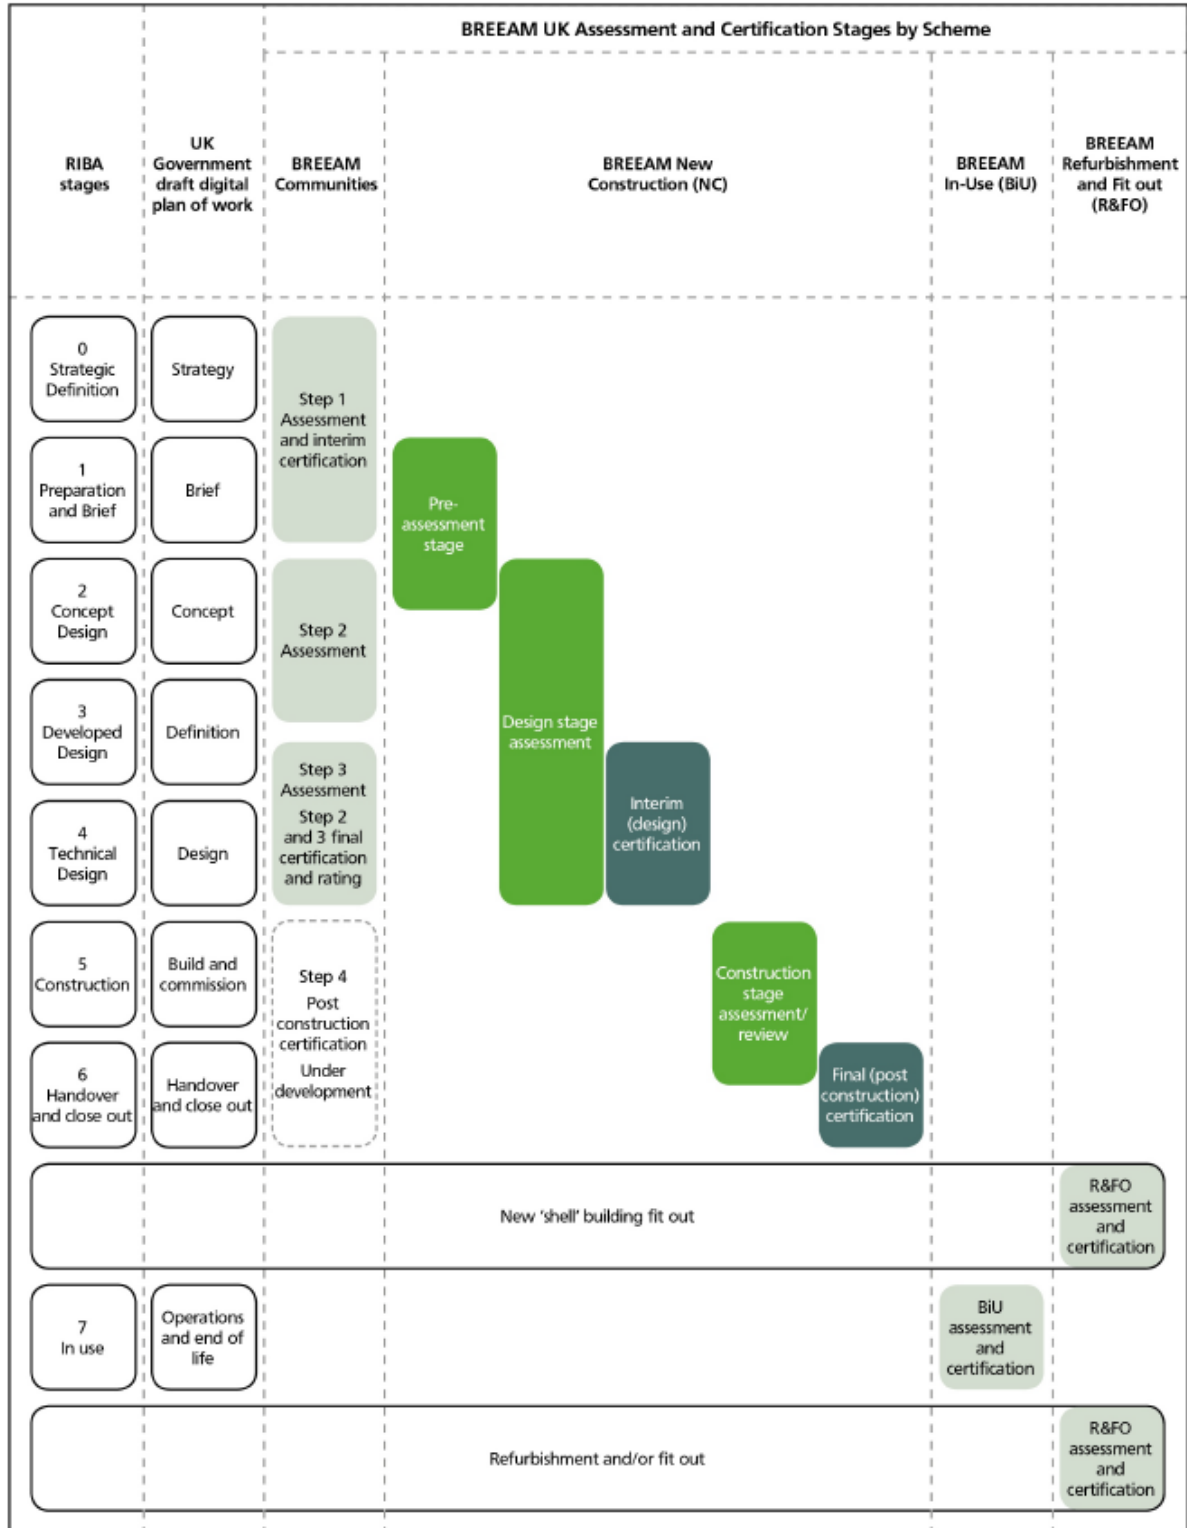 BREEAM UK Assessment and Certification Stages by Scheme
RIBA
stages
UK
Government
draft digital
plan of work
BREEAM
Communities
BREEAM New
Construction (NC)
BREEAM
In-Use (BiU)
BREEAM
Refurbishment
and Fit out
(R&FO)
0
Strategic
Definition
Strategy
Step 1
Assessment
and interim
certification
1
Preparation
and Brief
Brief
Pre-
assessment
stage
2
Concept
Design
Concept
Step 2
Assessment
Design stage
assessment
3
Developed
Design
Definition
Step 3
Assessment
Step 2
and 3 final
certification
and rating
Interim
(design)
certification
4
Technical
Design
Design
5
Construction
Build and
commission
Step 4
Post
construction
certification
Under
development
Construction
stage
assessment/
review
6
Handover
and close out
Handover
and close out
Final (post
construction)
certification
New ‘shell’ building fit out
R&FO
assessment
and
certification
7
In use
Operations
and end of
life
BiU
assessment
and
certification
Refurbishment and/or fit out
R&FO
assessment
and
certification